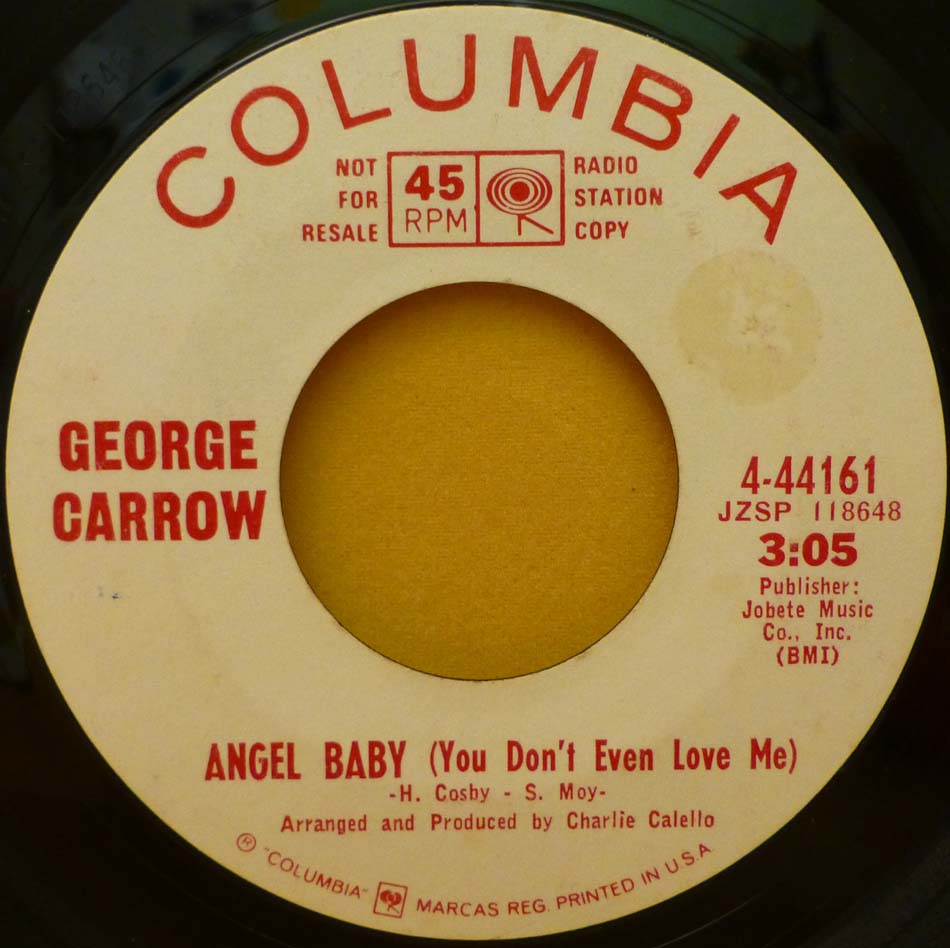 COLUMBIA
NOT
FOR
RESALE
45
RPM
RADIO
STATION
COPY
GEORGE
CARROW
4-44161
JZSP 118648
3:05
Publisher:
Jobete Music
Co., Inc.
(BMI)
ANGEL BABY (You Don't Even Love Me)
-H. Cosby - S. Moy-
Arranged and Produced by Charlie Calello
® "COLUMBIA" MARCAS REG. PRINTED IN U.S.A.